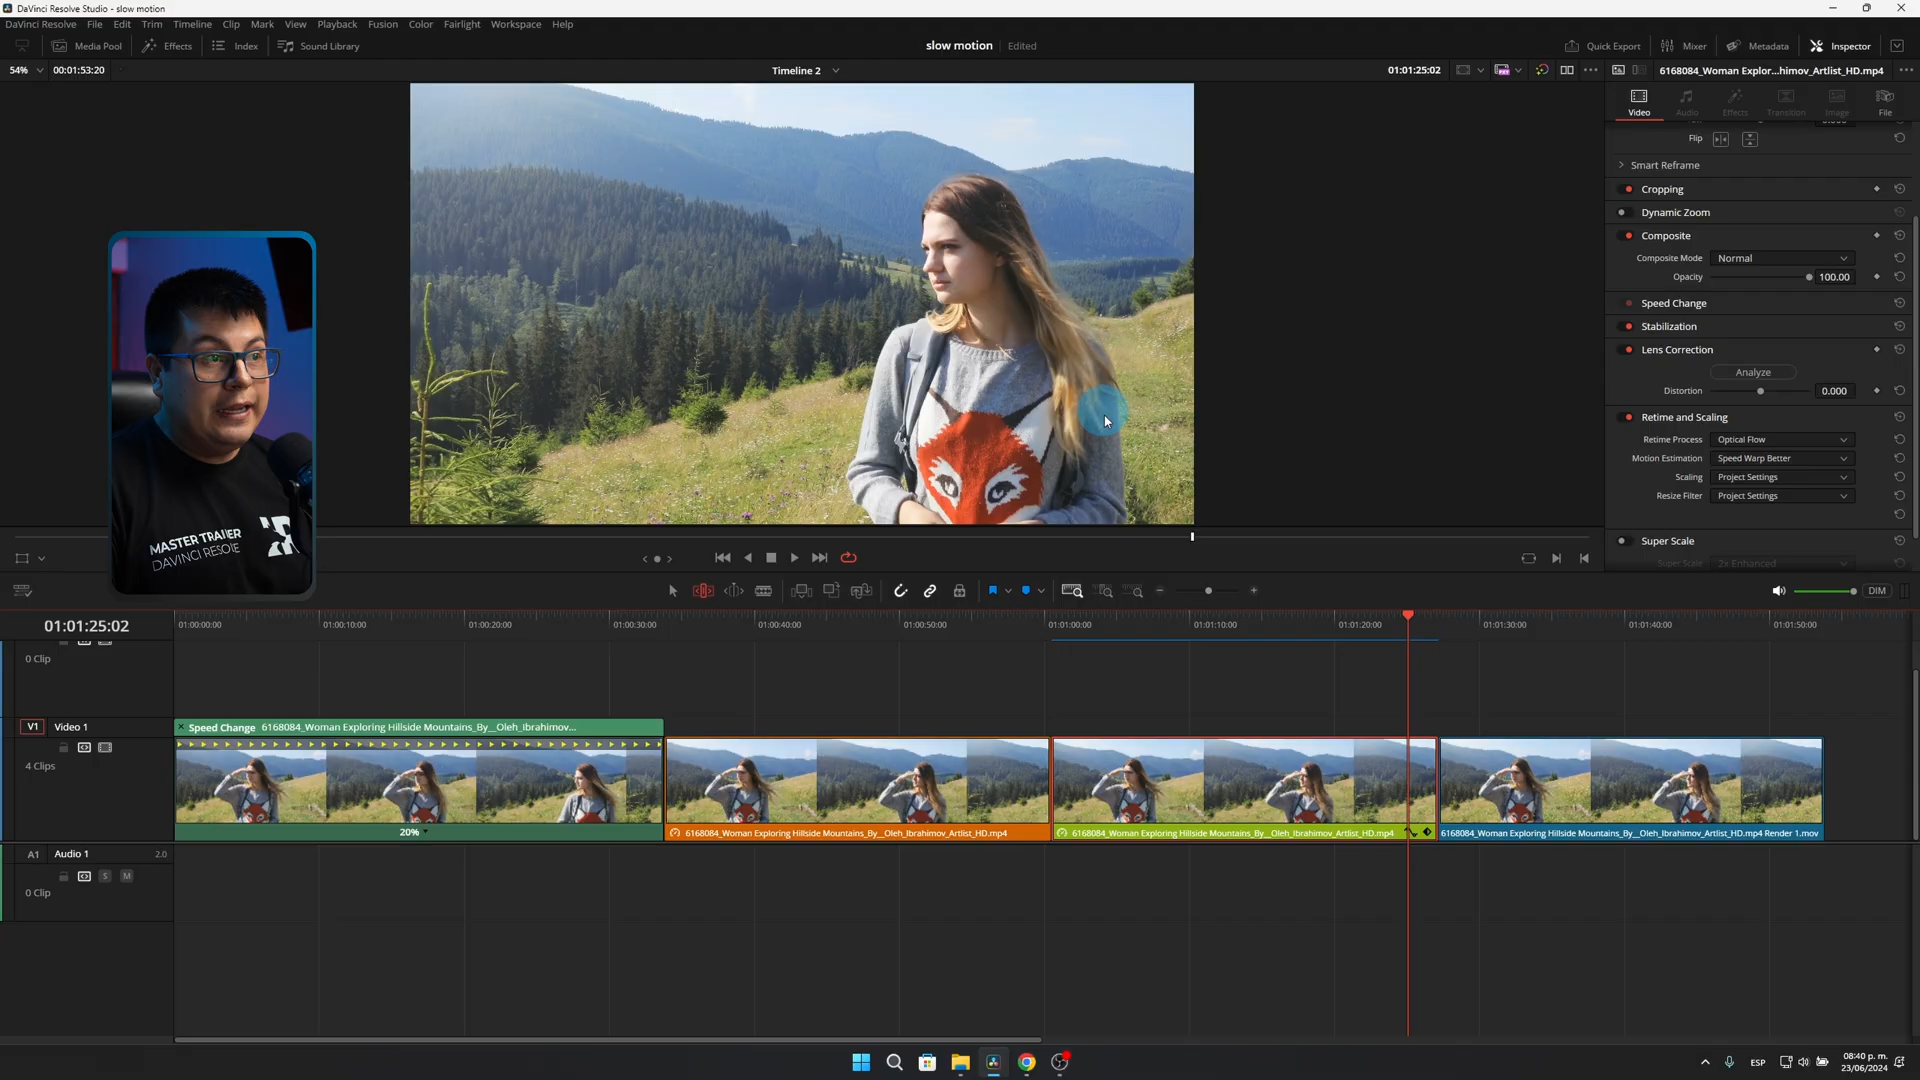 DaVinci Resolve Studio - slow motion
DaVinci Resolve File Edit Trim Timeline Clip Mark View Playback Fusion Color Fairlight Workspace Help
Media Pool Effects Index Sound Library slow motion Edited Quick Export Mixer Metadata Inspector
54% 00:01:53:20 Timeline 2 01:01:25:02 6168084_Woman Explor...himov_Artlist_HD.mp4
Video Audio Effects Transition Image File
Flip
Smart Reframe
Cropping
Dynamic Zoom
Composite
Composite Mode Normal
Opacity 100.00
Speed Change
Stabilization
Lens Correction
Analyze
Distortion 0.000
Retime and Scaling
Retime Process Optical Flow
Motion Estimation Speed Warp Better
Scaling Project Settings
Resize Filter Project Settings
Super Scale
Super Scale 2x Enhanced
MASTER TRAINER
DAVINCI RESOLVE
DIM
01:01:25:02 01:00:00:00 01:00:10:00 01:00:20:00 01:00:30:00 01:00:40:00 01:00:50:00 01:01:00:00 01:01:10:00 01:01:20:00 01:01:30:00 01:01:40:00 01:01:50:00
0 Clip
V1 Video 1 Speed Change 6168084_Woman Exploring Hillside Mountains_By__Oleh_Ibrahimov...
4 Clips
20% 6168084_Woman Exploring Hillside Mountains_By__Oleh_Ibrahimov_Artlist_HD.mp4 6168084_Woman Exploring Hillside Mountains_By__Oleh_Ibrahimov_Artlist_HD.mp4 6168084_Woman Exploring Hillside Mountains_By__Oleh_Ibrahimov_Artlist_HD.mp4 Render 1.mov
A1 Audio 1 2.0
S M
0 Clip
ESP 08:40 p. m.
23/06/2024